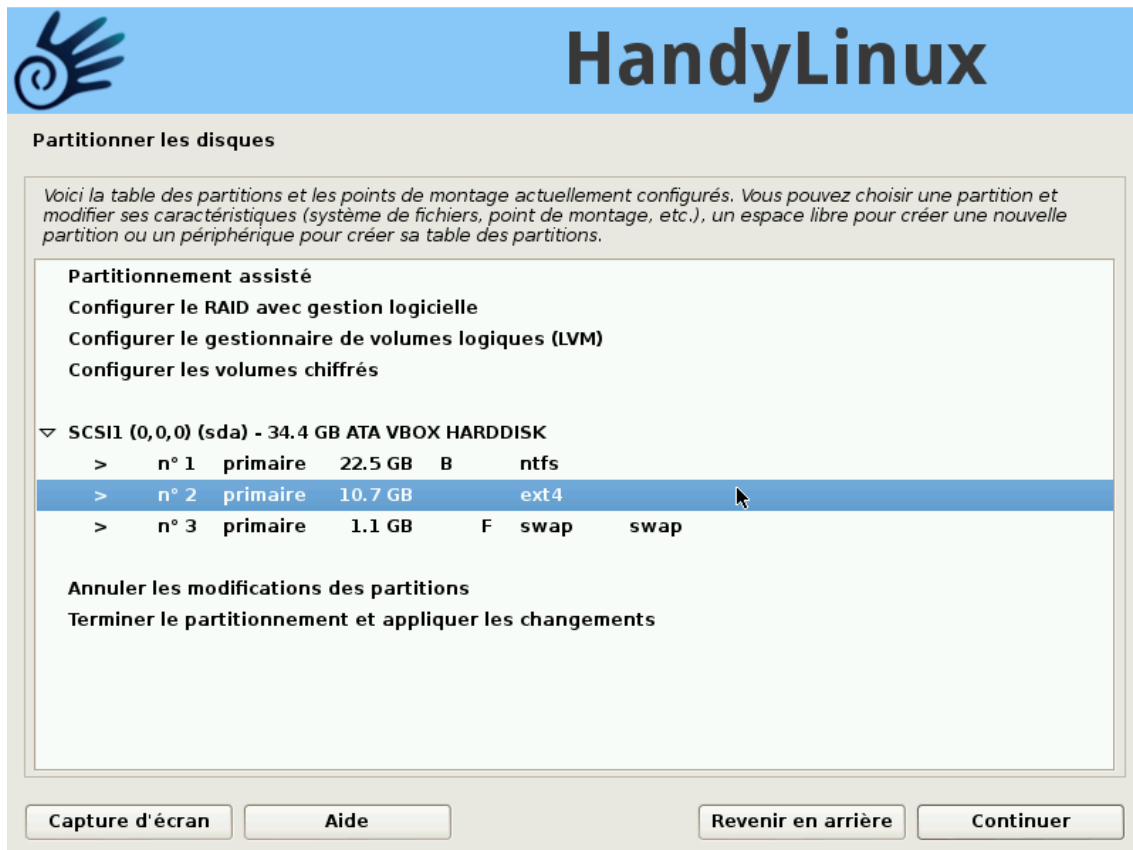 HandyLinux
Partitionner les disques
Voici la table des partitions et les points de montage actuellement configurés. Vous pouvez choisir une partition et
modifier ses caractéristiques (système de fichiers, point de montage, etc.), un espace libre pour créer une nouvelle
partition ou un périphérique pour créer sa table des partitions.
Partitionnement assisté
Configurer le RAID avec gestion logicielle
Configurer le gestionnaire de volumes logiques (LVM)
Configurer les volumes chiffrés
SCSI1 (0,0,0) (sda) - 34.4 GB ATA VBOX HARDDISK
> n° 1 primaire 22.5 GB B ntfs
> n° 2 primaire 10.7 GB ext4
> n° 3 primaire 1.1 GB F swap swap
Annuler les modifications des partitions
Terminer le partitionnement et appliquer les changements
Capture d'écran Aide Revenir en arrière Continuer